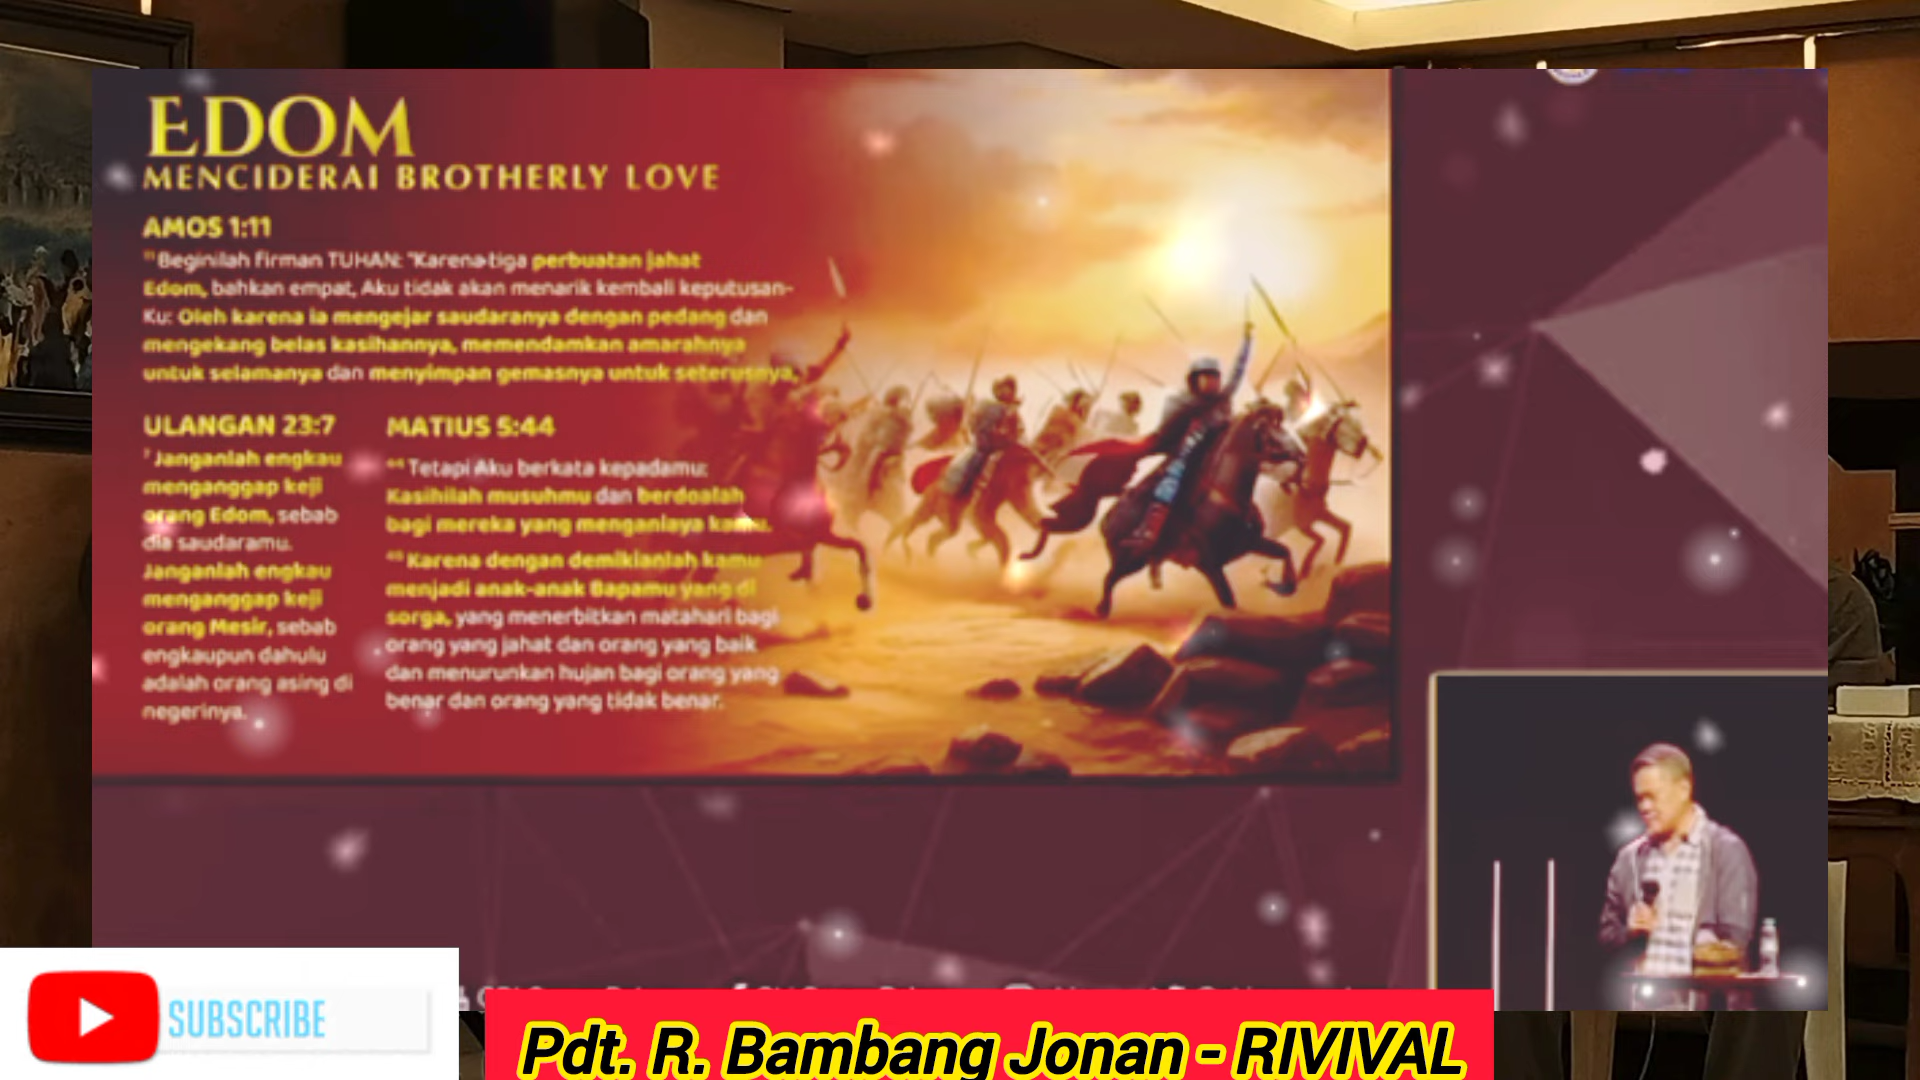 EDOM
MENCIDERAI BROTHERLY LOVE
AMOS 1:11
11 Beginilah firman TUHAN: "Karena tiga perbuatan jahat
Edom, bahkan empat, Aku tidak akan menarik kembali keputusan-
Ku: Oleh karena ia mengejar saudaranya dengan pedang dan
mengekang belas kasihannya, memendamkan amarahnya
untuk selamanya dan menyimpan gemasnya untuk seterusnya,
ULANGAN 23:7
7 Janganlah engkau
menganggap keji
orang Edom, sebab
dia saudaramu.
Janganlah engkau
menganggap keji
orang Mesir, sebab
engkaupun dahulu
adalah orang asing di
negerinya.
MATIUS 5:44
44 Tetapi Aku berkata kepadamu:
Kasihilah musuhmu dan berdoalah
bagi mereka yang menganiaya kamu.
45 Karena dengan demikianlah kamu
menjadi anak-anak Bapamu yang di
sorga, yang menerbitkan matahari bagi
orang yang jahat dan orang yang baik
dan menurunkan hujan bagi orang yang
benar dan orang yang tidak benar.
SUBSCRIBE
Pdt. R. Bambang Jonan - RIVIVAL